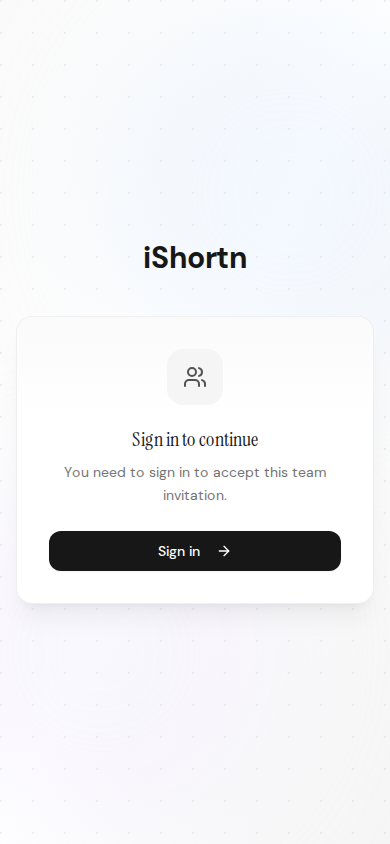 iShortn
Sign in to continue
You need to sign in to accept this team
invitation.
Sign in